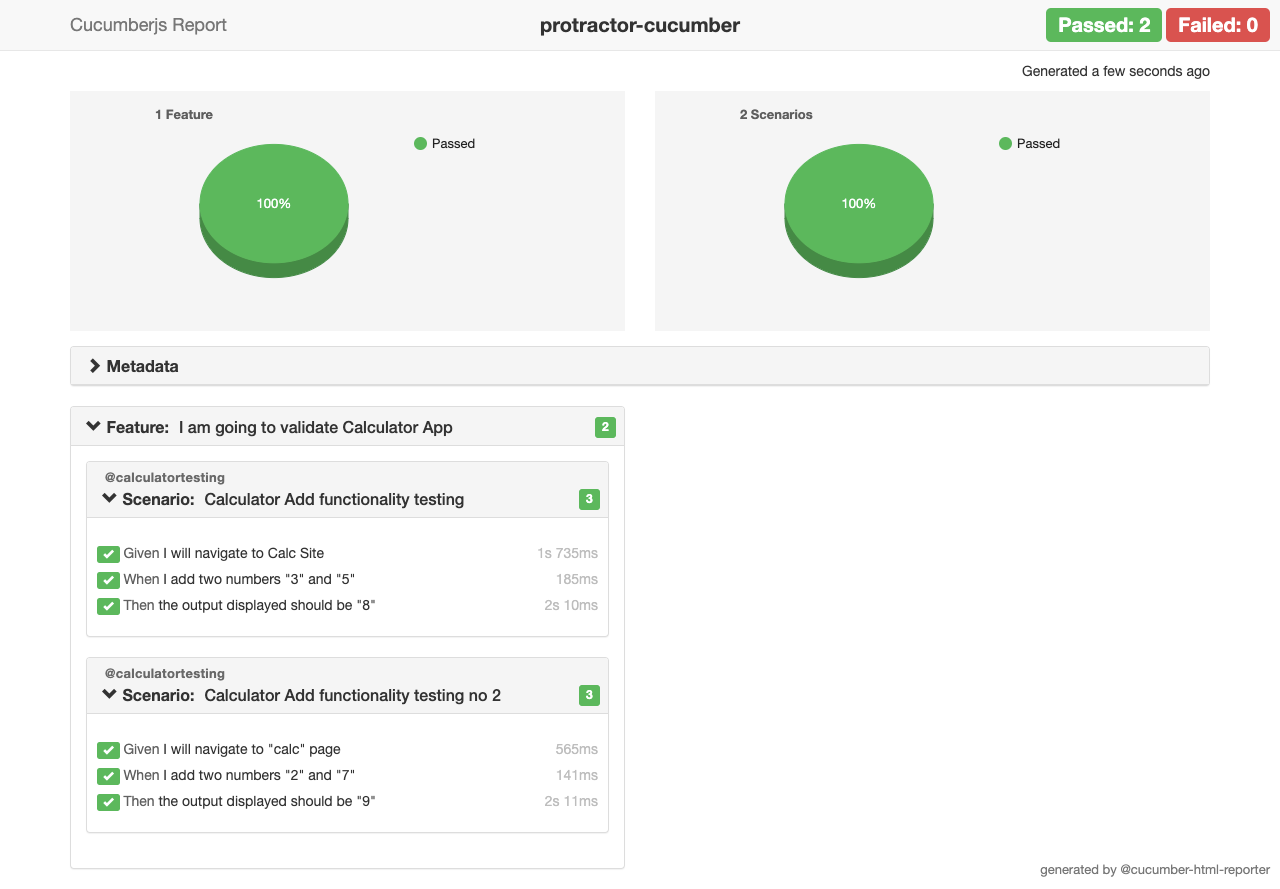 Cucumberjs Report
protractor-cucumber
Passed: 2 Failed: 0
Generated a few seconds ago
1 Feature
Passed
100%
2 Scenarios
Passed
100%
Metadata
Feature: I am going to validate Calculator App 2
@calculatortesting
Scenario: Calculator Add functionality testing 3
Given I will navigate to Calc Site 1s 735ms
When I add two numbers "3" and "5" 185ms
Then the output displayed should be "8" 2s 10ms
@calculatortesting
Scenario: Calculator Add functionality testing no 2 3
Given I will navigate to "calc" page 565ms
When I add two numbers "2" and "7" 141ms
Then the output displayed should be "9" 2s 11ms
generated by @cucumber-html-reporter